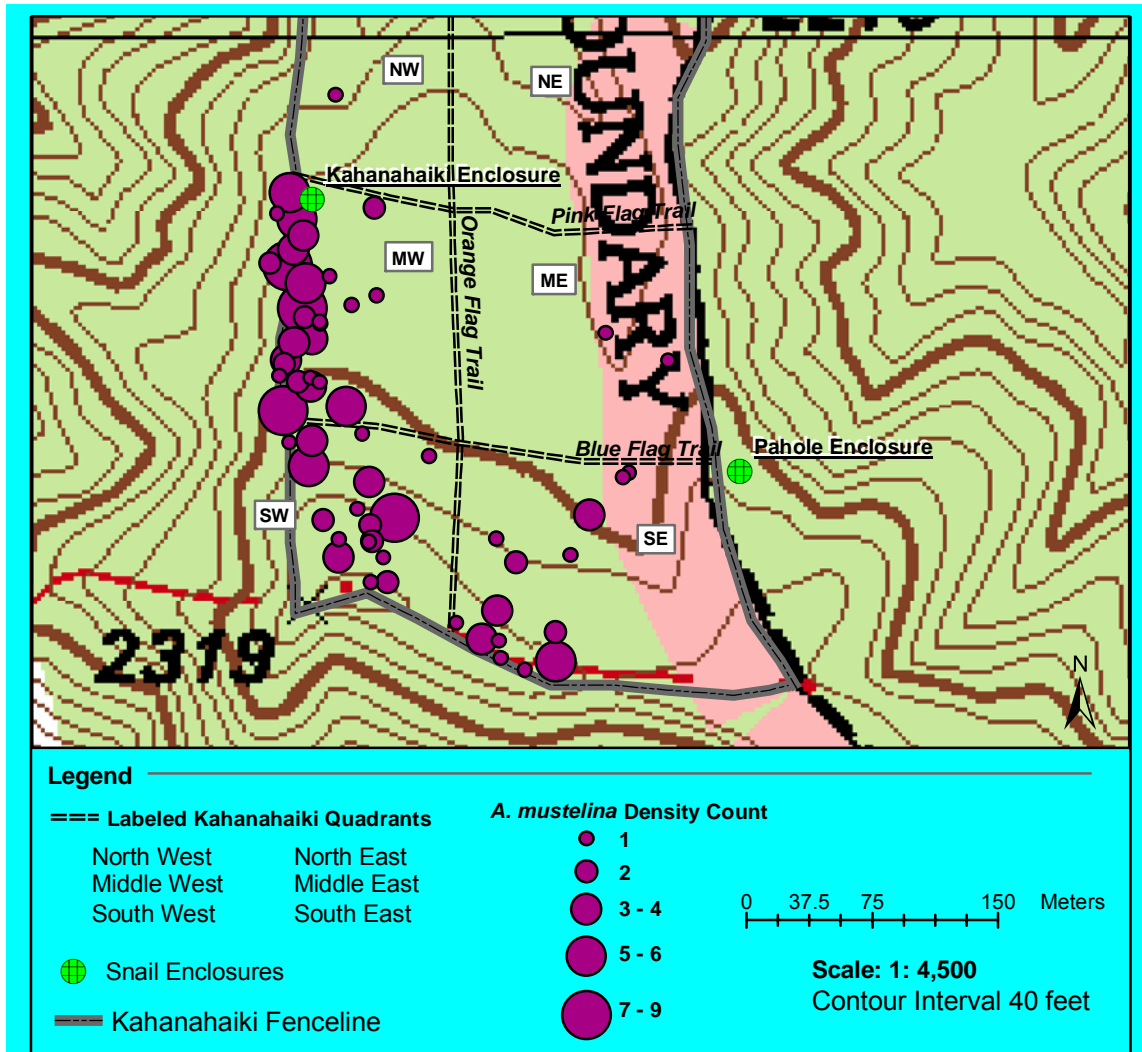 NW
NE
OUNDARY
Kahanahaiki Enclosure
Pink Flag Trail
Orange Flag Trail
MW
ME
Blue Flag Trail
Pahole Enclosure
SW
SE
2319
N
Legend
Labeled Kahanahaiki Quadrants
North West North East
Middle West Middle East
South West South East
Snail Enclosures
Kahanahaiki Fenceline
A. mustelina Density Count
1
2
3 - 4
5 - 6
7 - 9
0 37.5 75 150 Meters
Scale: 1: 4,500
Contour Interval 40 feet